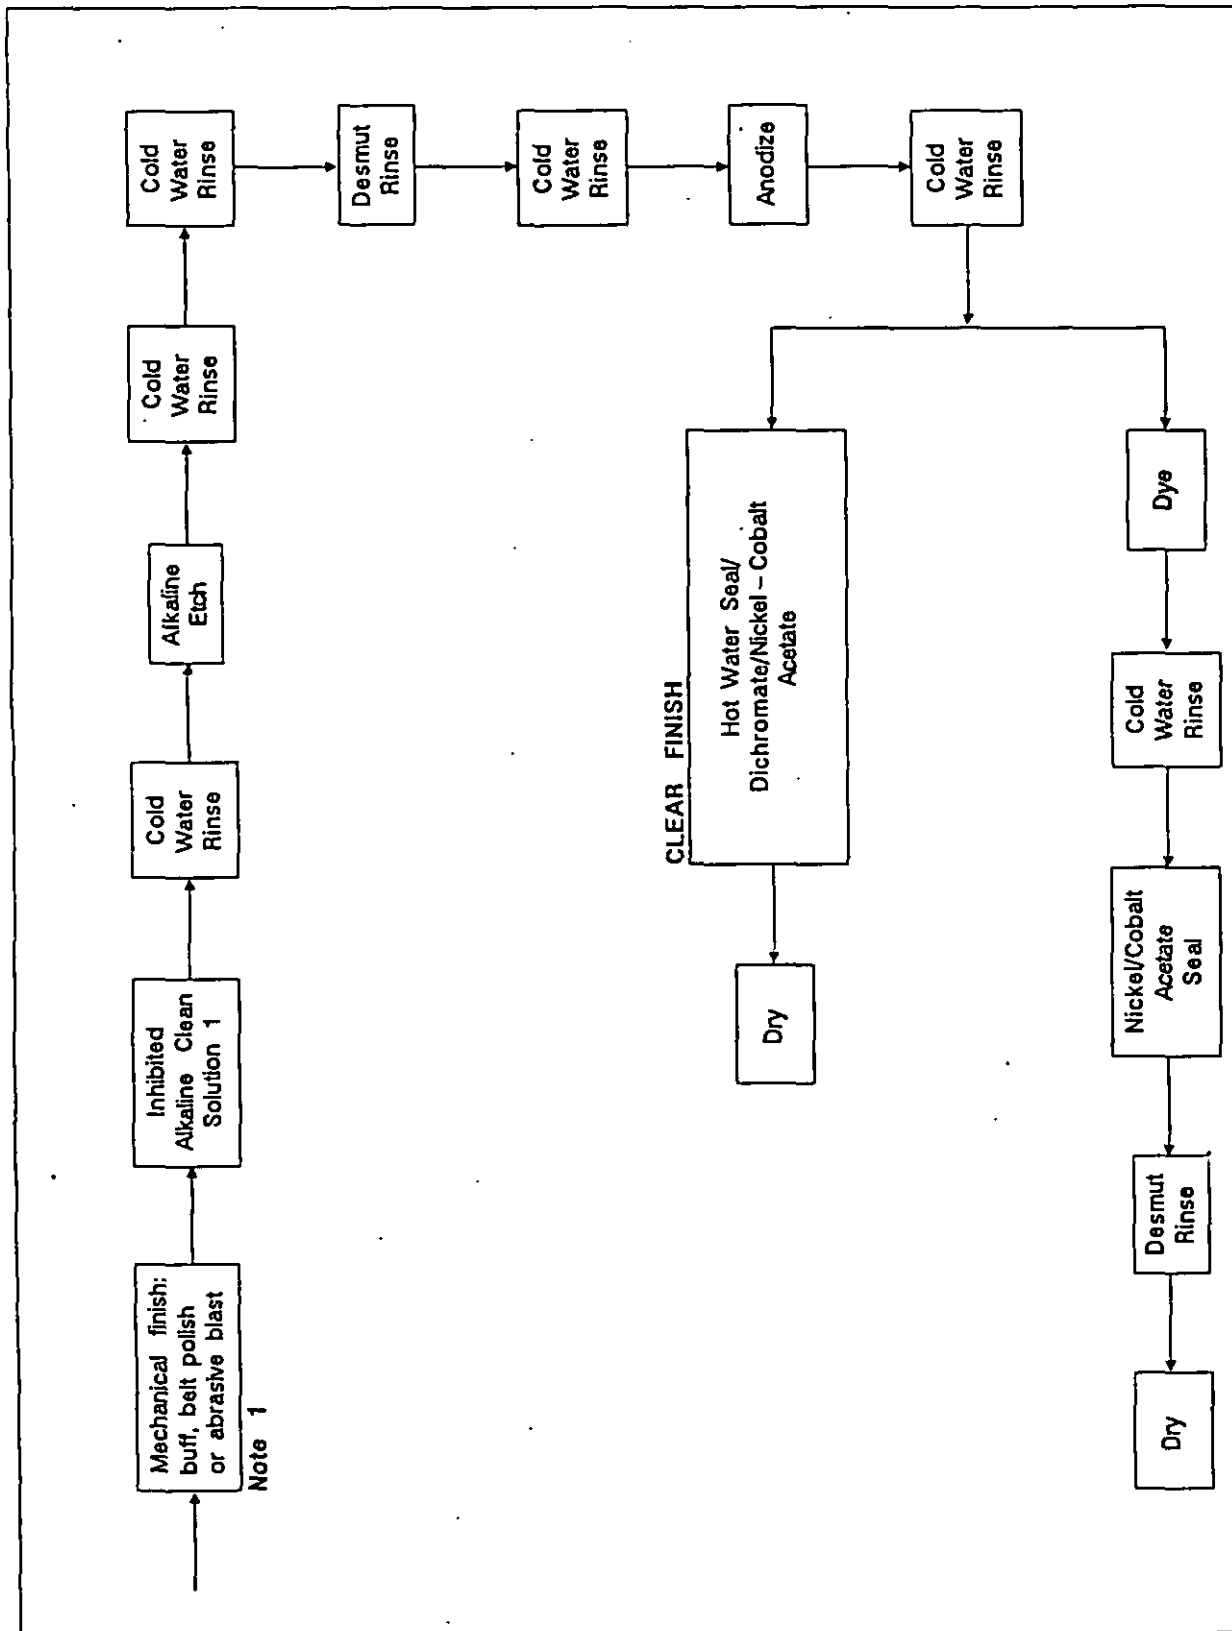 Mechanical finish:
buff, belt polish
or abrasive blast
Note 1
Inhibited
Alkaline Clean
Solution 1
Cold
Water
Rinse
Alkaline
Etch
Cold
Water
Rinse
Cold
Water
Rinse
Desmut
Rinse
Cold
Water
Rinse
Anodize
Cold
Water
Rinse
CLEAR FINISH
Hot Water Seal/
Dichromate/Nickel – Cobalt
Acetate
Dry
Dye
Cold
Water
Rinse
Nickel/Cobalt
Acetate
Seal
Desmut
Rinse
Dry